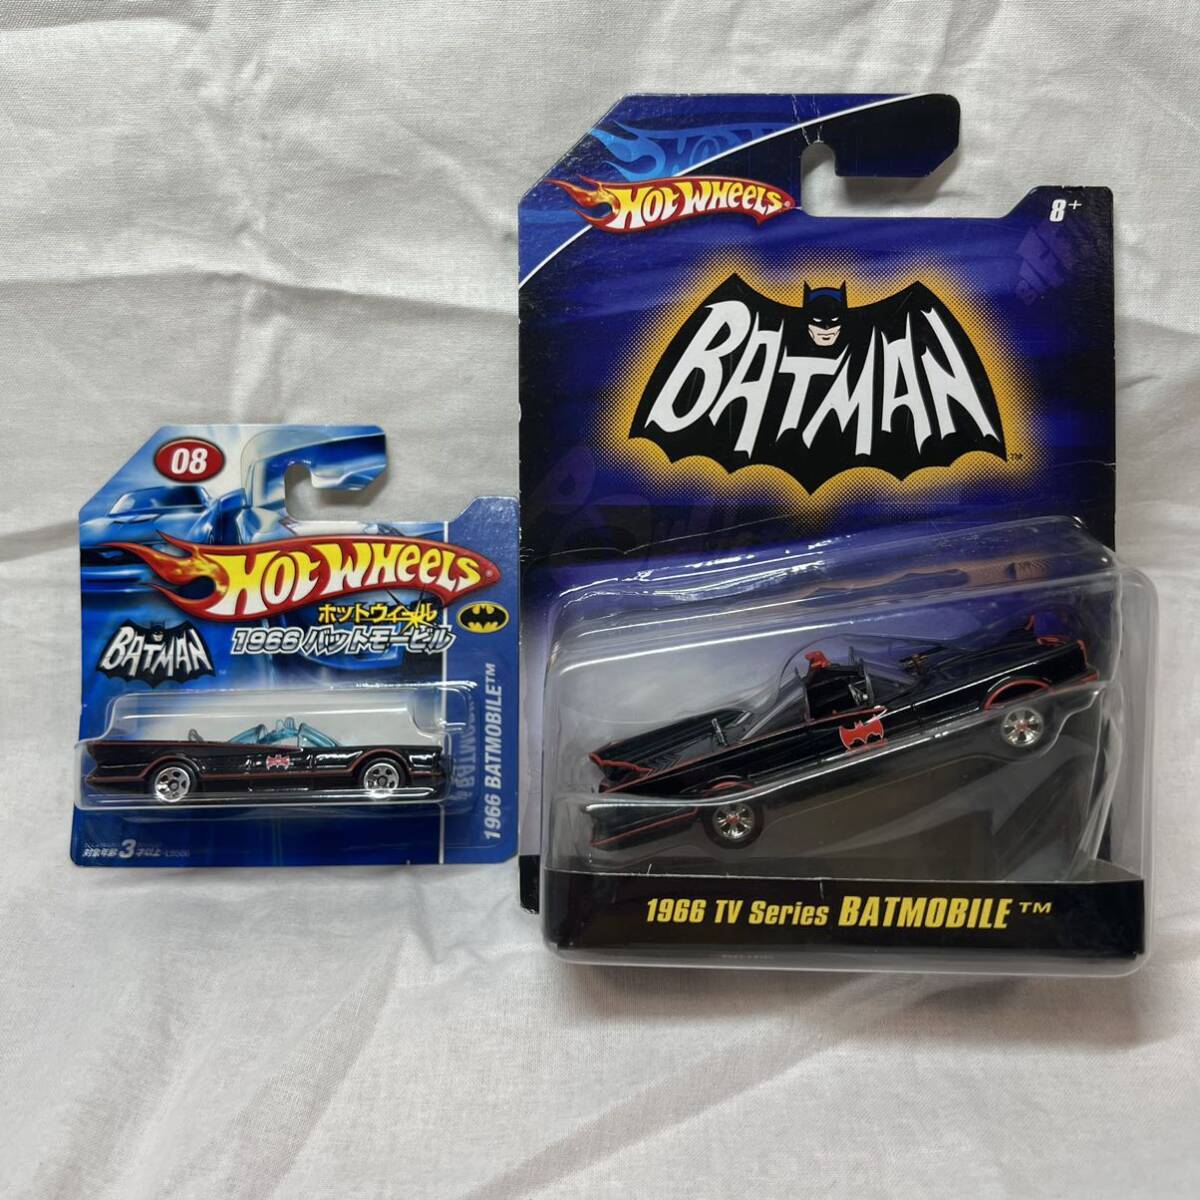 08
HOT WHEELS
ホットウィール
1966 バットモービル
BATMAN
1966 BATMOBILE™
対象年齢 3才以上
HOT WHEELS
8+
BATMAN™
1966 TV Series BATMOBILE™